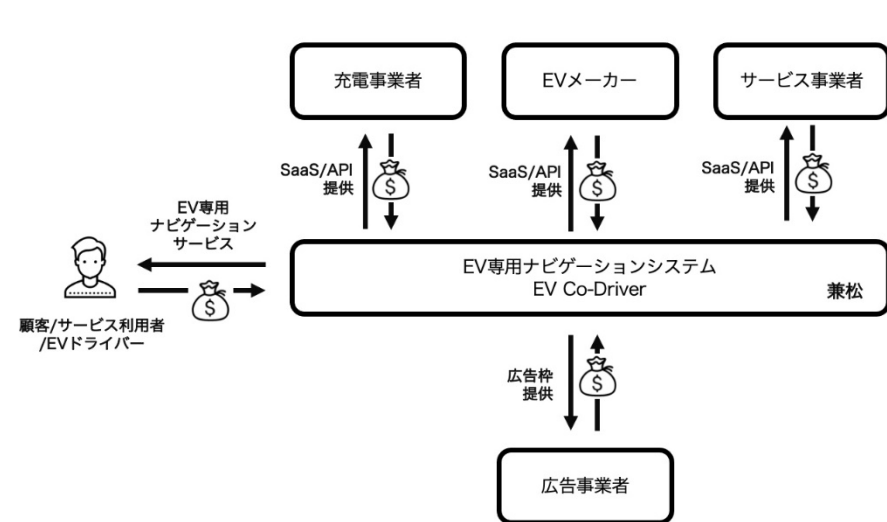 充電事業者
EVメーカー
サービス事業者
SaaS/API
提供
$
SaaS/API
提供
$
SaaS/API
提供
$
EV専用
ナビゲーション
サービス
$
顧客/サービス利用者
/EVドライバー
EV専用ナビゲーションシステム
EV Co-Driver
兼松
広告枠
提供
$
広告事業者